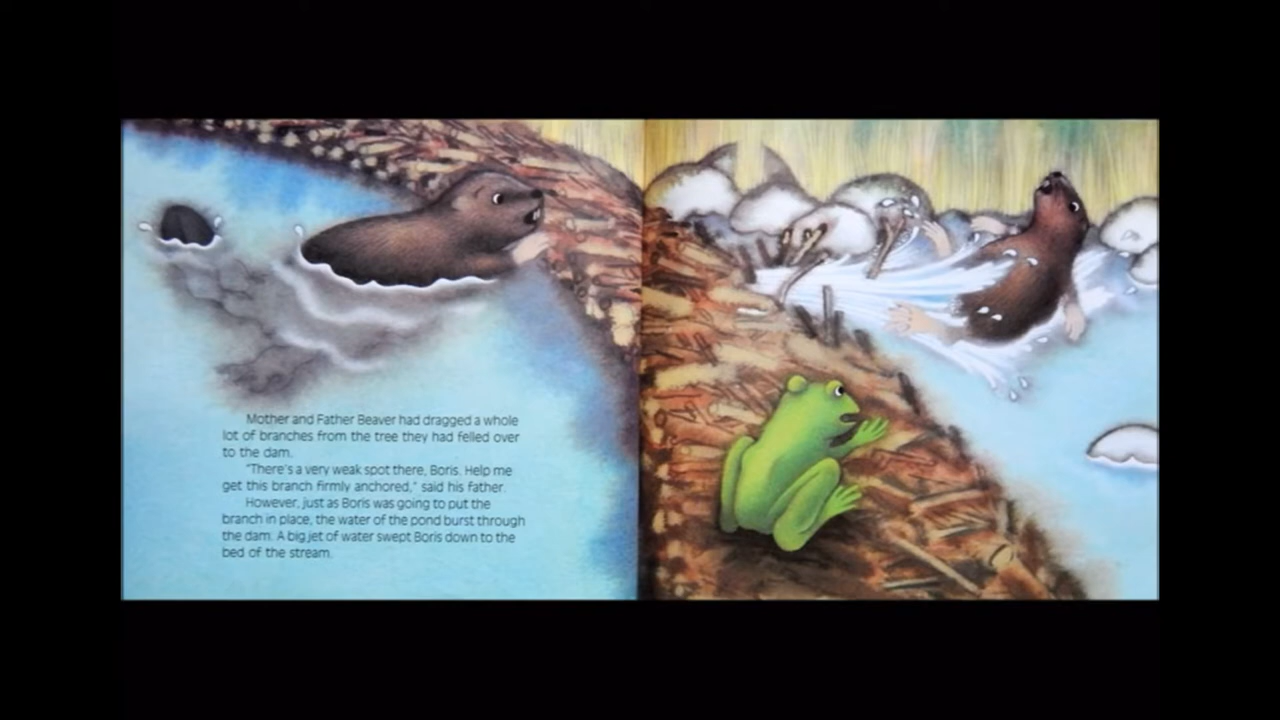 Mother and Father Beaver had dragged a whole
lot of branches from the tree they had felled over
to the dam.
"There's a very weak spot there, Boris. Help me
get this branch firmly anchored," said his father.
However, just as Boris was going to put the
branch in place, the water of the pond burst through
the dam. A big jet of water swept Boris down to the
bed of the stream.